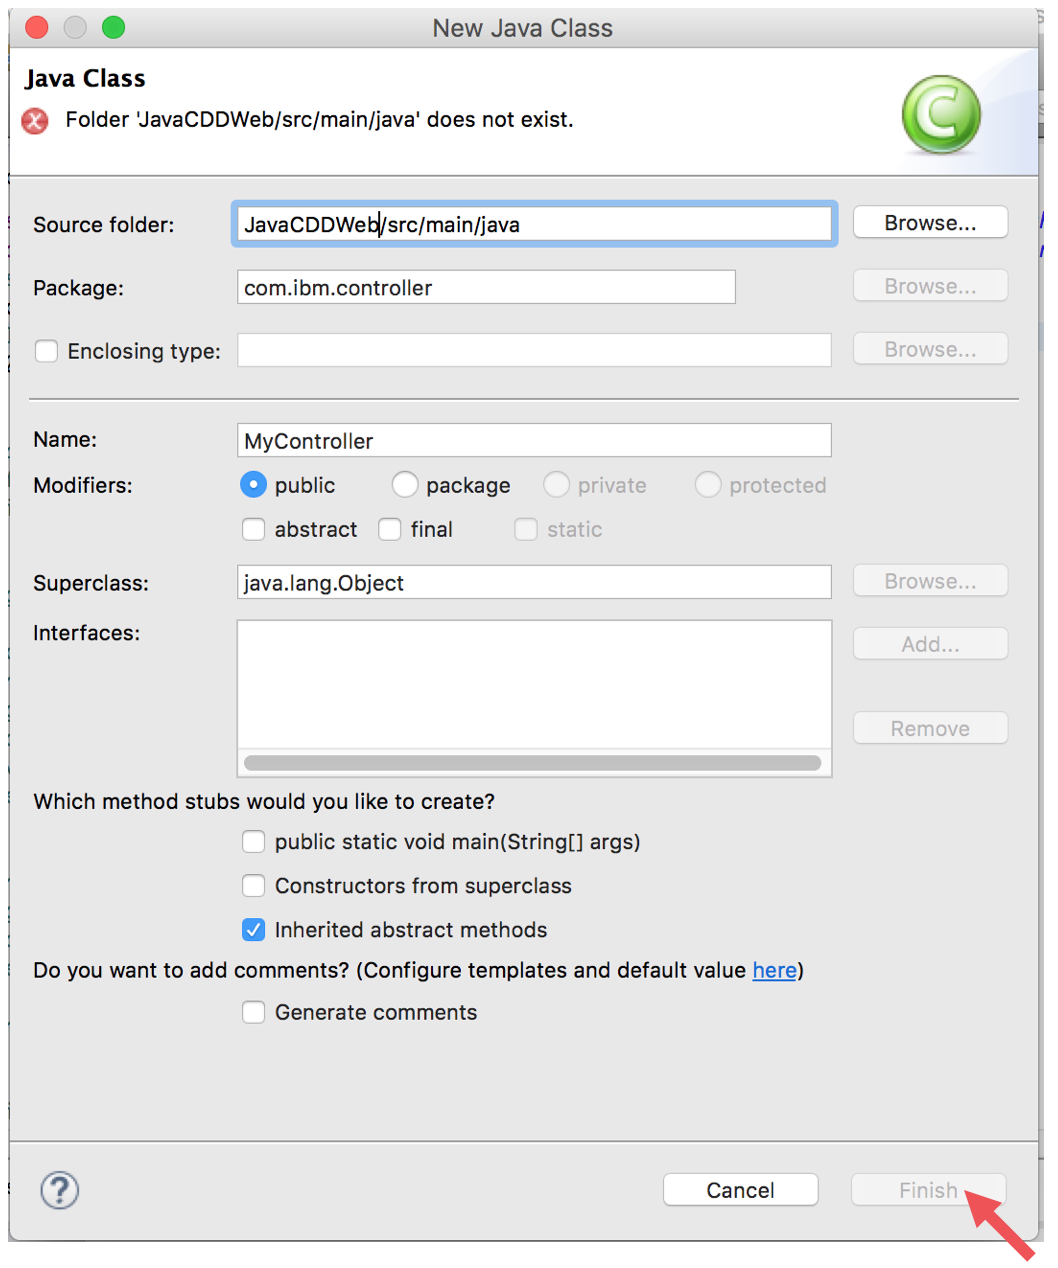 New Java Class
Java Class
Folder 'JavaCDDWeb/src/main/java' does not exist.
Source folder: JavaCDDWeb/src/main/java Browse...
Package: com.ibm.controller Browse...
Enclosing type: Browse...
Name: MyController
Modifiers: public package private protected
abstract final static
Superclass: java.lang.Object Browse...
Interfaces: Add...
Remove
Which method stubs would you like to create?
public static void main(String[] args)
Constructors from superclass
Inherited abstract methods
Do you want to add comments? (Configure templates and default value here)
Generate comments
? Cancel Finish